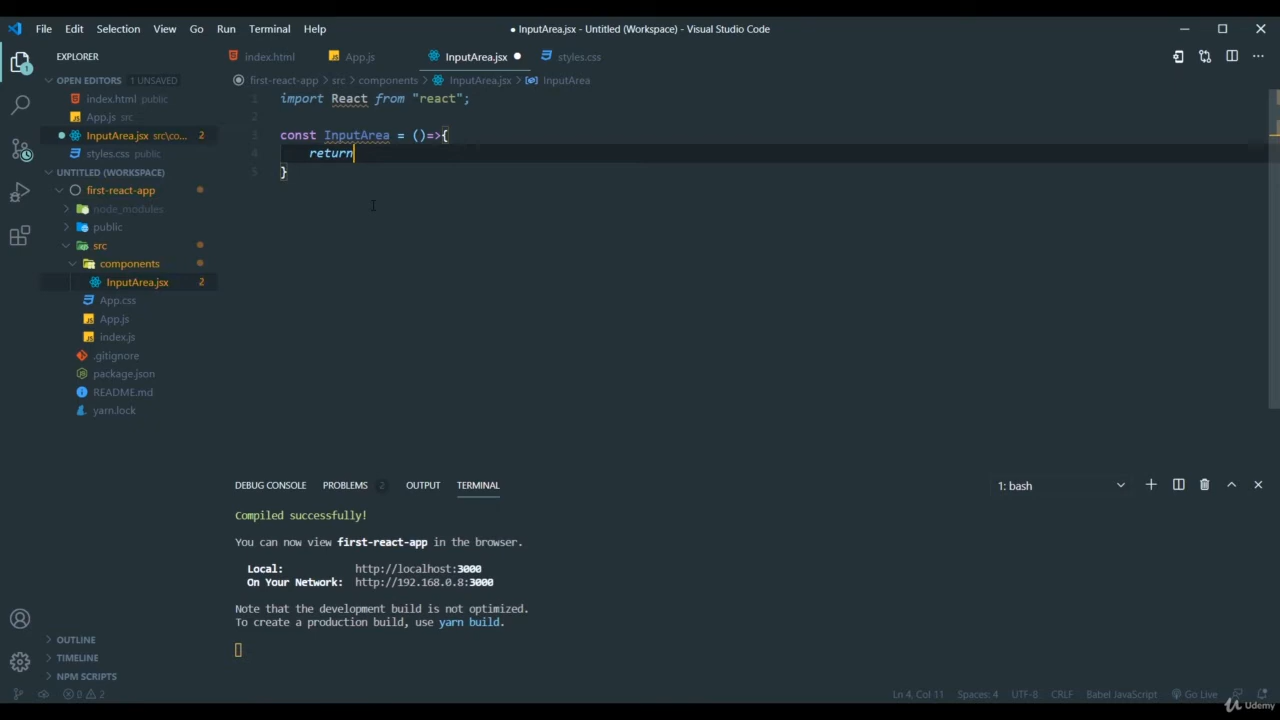 File Edit Selection View Go Run Terminal Help
● InputArea.jsx - Untitled (Workspace) - Visual Studio Code
EXPLORER
index.html App.js InputArea.jsx ● styles.css
OPEN EDITORS 1 UNSAVED
first-react-app > src > components > InputArea.jsx > InputArea
index.html public
App.js src
InputArea.jsx src\co... 2
styles.css public
UNTITLED (WORKSPACE)
first-react-app
node_modules
public
src
components
InputArea.jsx 2
App.css
App.js
index.js
.gitignore
package.json
README.md
yarn.lock
OUTLINE
TIMELINE
NPM SCRIPTS
1 import React from "react";
2
3 const InputArea = ()=>{
4 return
5 }
DEBUG CONSOLE PROBLEMS 2 OUTPUT TERMINAL
1: bash
Compiled successfully!
You can now view first-react-app in the browser.
Local: http://localhost:3000
On Your Network: http://192.168.0.8:3000
Note that the development build is not optimized.
To create a production build, use yarn build.
0 2
Ln 4, Col 11 Spaces: 4 UTF-8 CRLF Babel JavaScript Go Live
Udemy